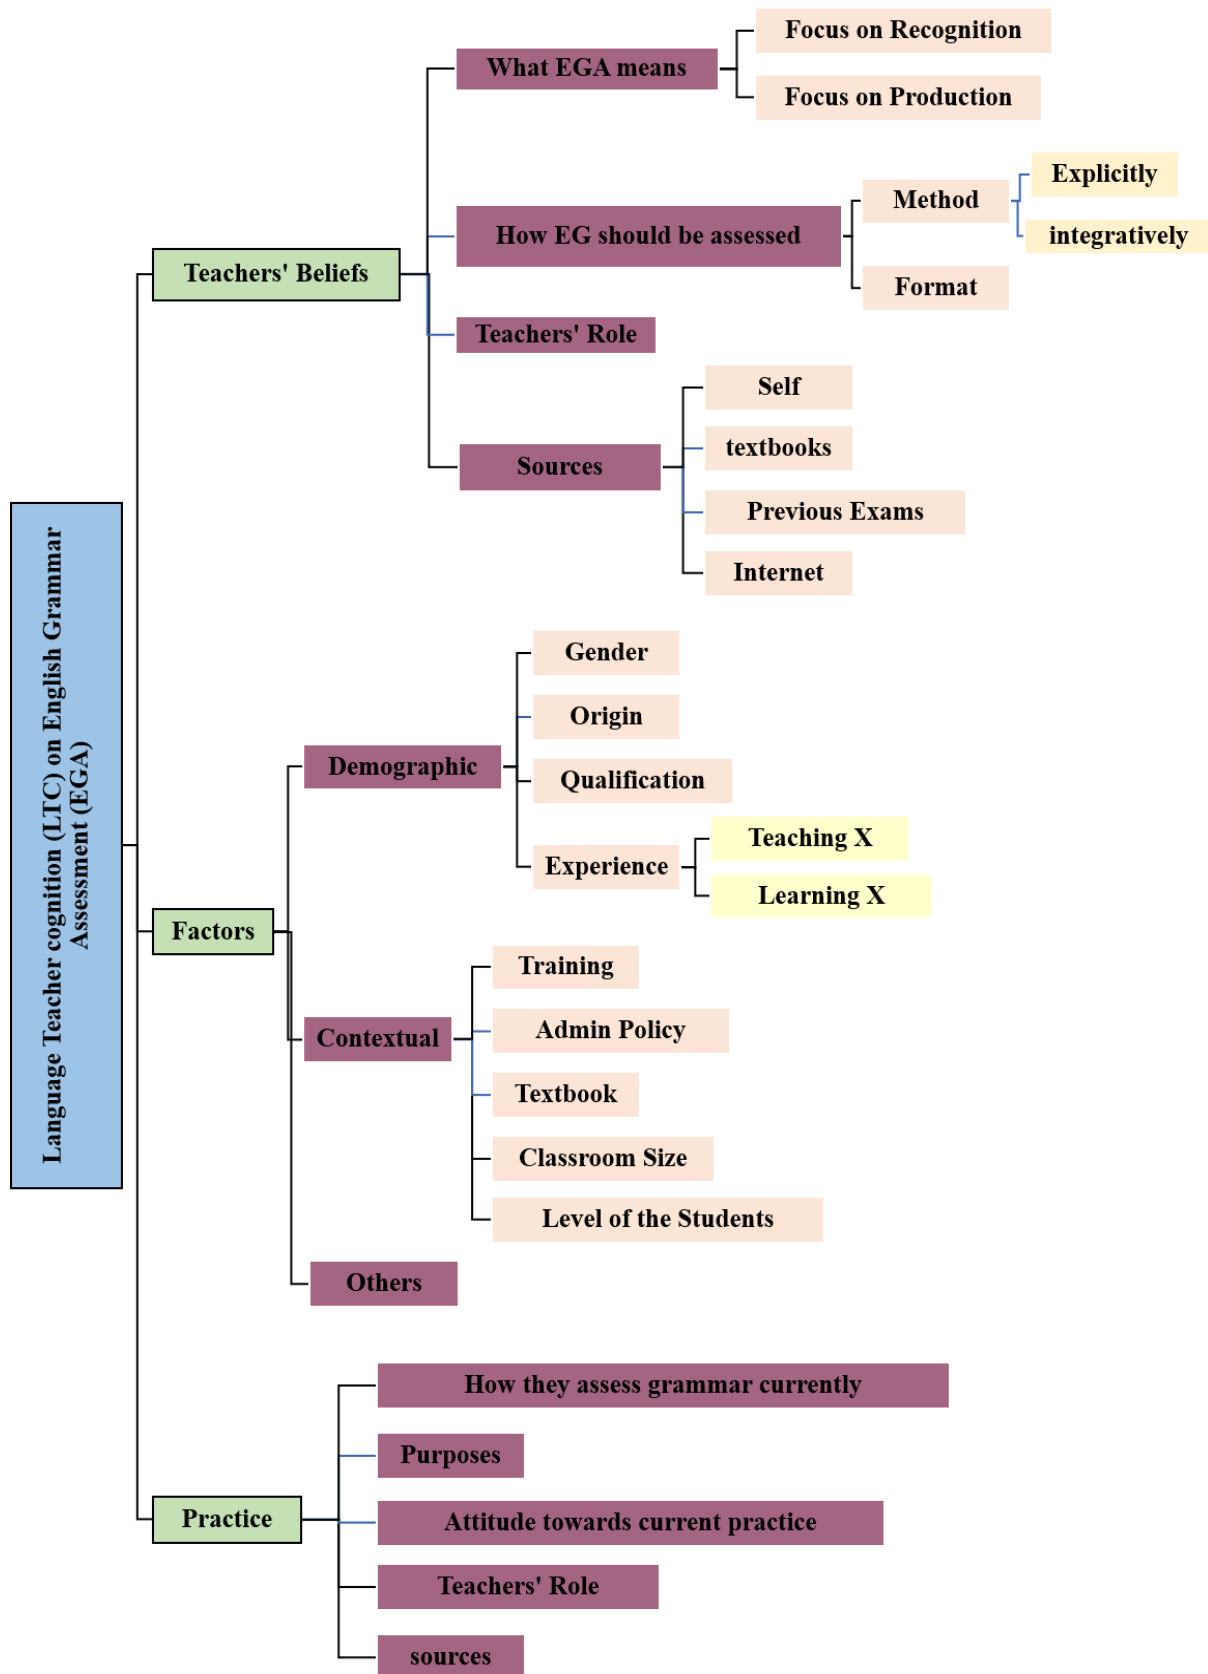 Language Teacher cognition (LTC) on English Grammar
Assessment (EGA)
Teachers' Beliefs
What EGA means
Focus on Recognition
Focus on Production
How EG should be assessed
Method
Explicitly
integratively
Format
Teachers' Role
Sources
Self
textbooks
Previous Exams
Internet
Factors
Demographic
Gender
Origin
Qualification
Experience
Teaching X
Learning X
Contextual
Training
Admin Policy
Textbook
Classroom Size
Level of the Students
Others
Practice
How they assess grammar currently
Purposes
Attitude towards current practice
Teachers' Role
sources